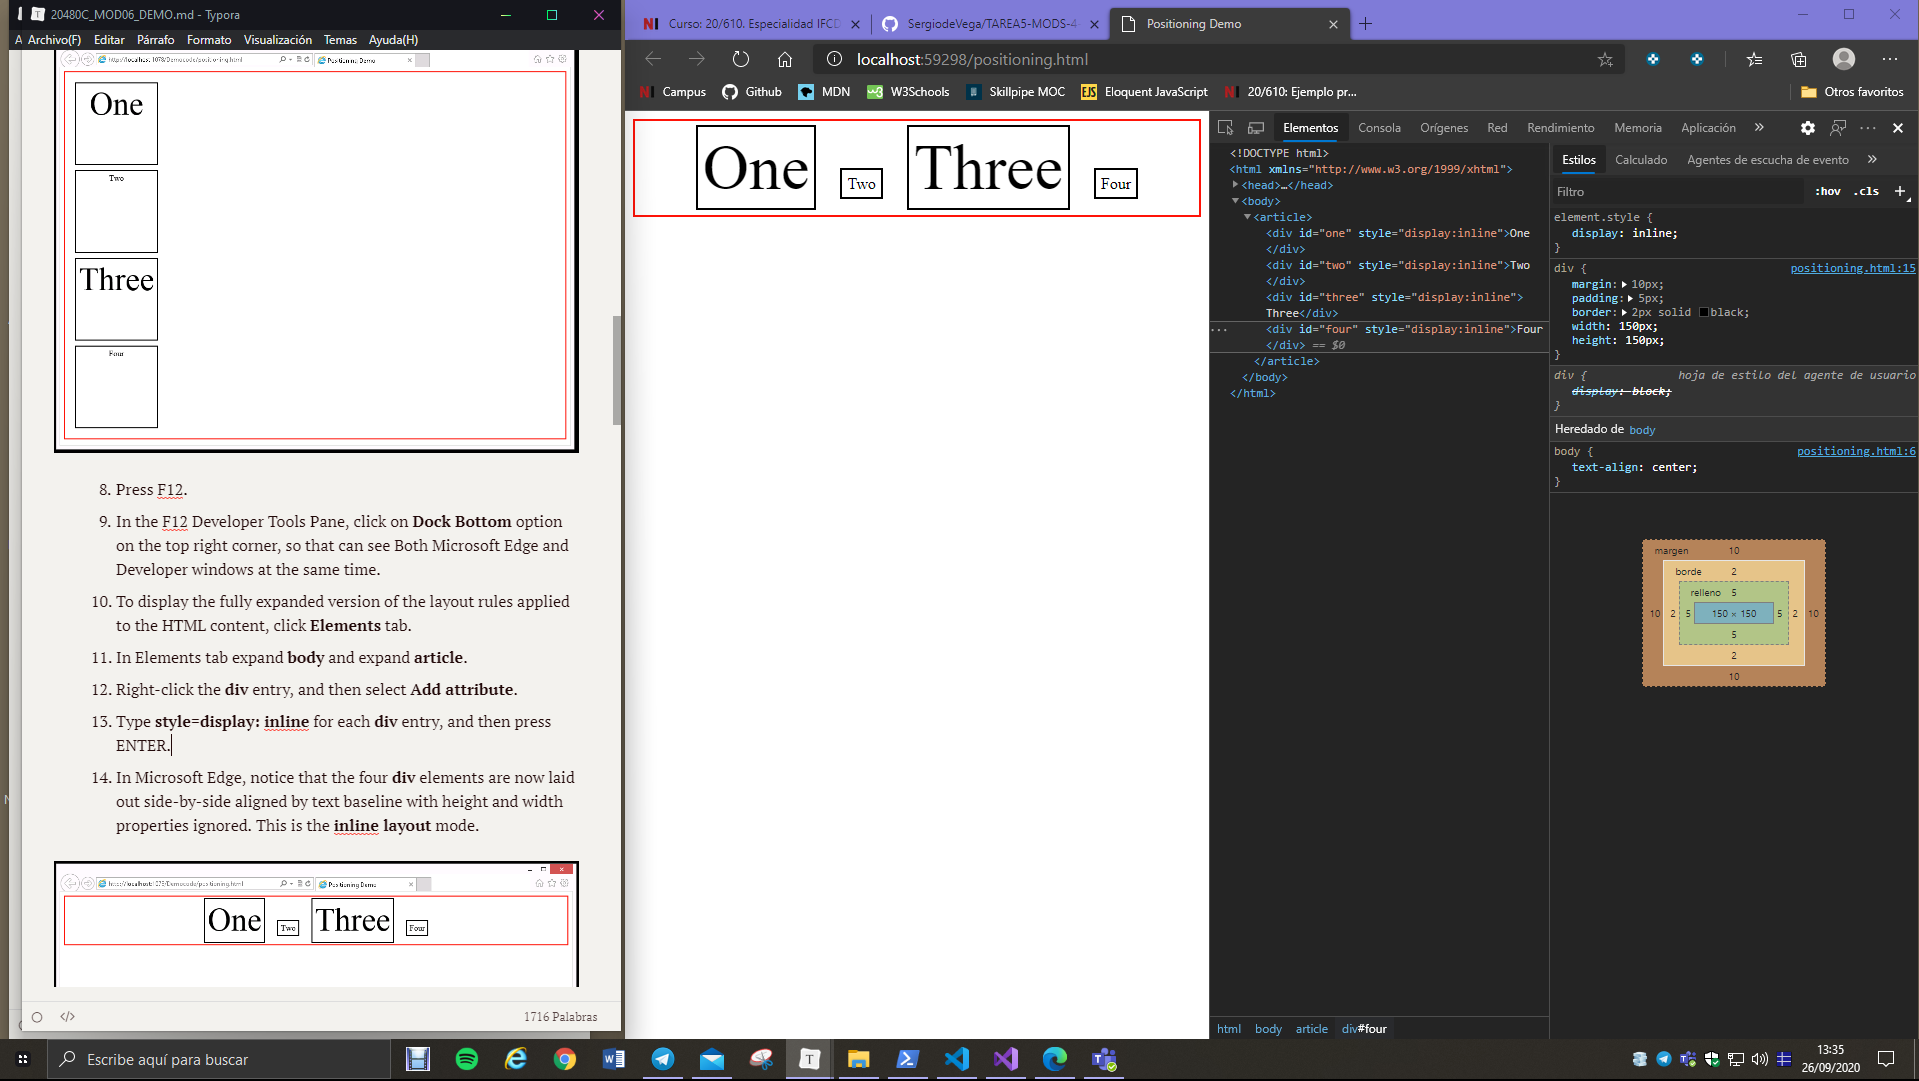 20480C_MOD06_DEMO.md - Typora
Archivo(F) Editar Párrafo Formato Visualización Temas Ayuda(H)
Positioning Demo
One
Two
Three
Four
8. Press F12.
9. In the F12 Developer Tools Pane, click on Dock Bottom option
on the top right corner, so that can see Both Microsoft Edge and
Developer windows at the same time.
10. To display the fully expanded version of the layout rules applied
to the HTML content, click Elements tab.
11. In Elements tab expand body and expand article.
12. Right-click the div entry, and then select Add attribute.
13. Type style=display: inline for each div entry, and then press
ENTER.
14. In Microsoft Edge, notice that the four div elements are now laid
out side-by-side aligned by text baseline with height and width
properties ignored. This is the inline layout mode.
Positioning Demo
One Two Three Four
1716 Palabras
Curso: 20/610. Especialidad IFCD
SergiodeVega/TAREA5-MODS-4
Positioning Demo
localhost:59298/positioning.html
Campus Github MDN W3Schools Skillpipe MOC Eloquent JavaScript 20/610: Ejemplo pr... Otros favoritos
One Two Three Four
Elementos Consola Orígenes Red Rendimiento Memoria Aplicación
<!DOCTYPE html>
<html xmlns="http://www.w3.org/1999/xhtml">
<head>…</head>
<body>
<article>
<div id="one" style="display:inline">One
</div>
<div id="two" style="display:inline">Two
</div>
<div id="three" style="display:inline">
Three</div>
<div id="four" style="display:inline">Four
</div> == $0
</article>
</body>
</html>
html body article div#four
Estilos Calculado Agentes de escucha de evento
Filtro :hov .cls +
element.style {
display: inline;
}
div { positioning.html:15
margin: 10px;
padding: 5px;
border: 2px solid black;
width: 150px;
height: 150px;
}
div { hoja de estilo del agente de usuario
display: block;
}
Heredado de body
body { positioning.html:6
text-align: center;
}
margen 10
borde 2
relleno 5
10 2 5 150 × 150 5 2 10
5
2
10
Escribe aquí para buscar
13:35
26/09/2020